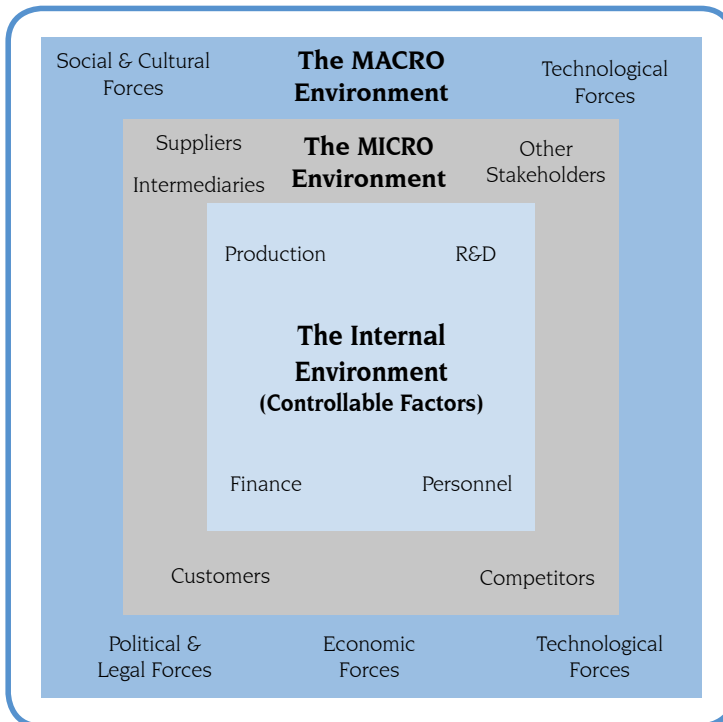 Social & Cultural
Forces
The MACRO
Environment
Technological
Forces
Suppliers
Intermediaries
The MICRO
Environment
Other
Stakeholders
Production
R&D
The Internal
Environment
(Controllable Factors)
Finance
Personnel
Customers
Competitors
Political &
Legal Forces
Economic
Forces
Technological
Forces